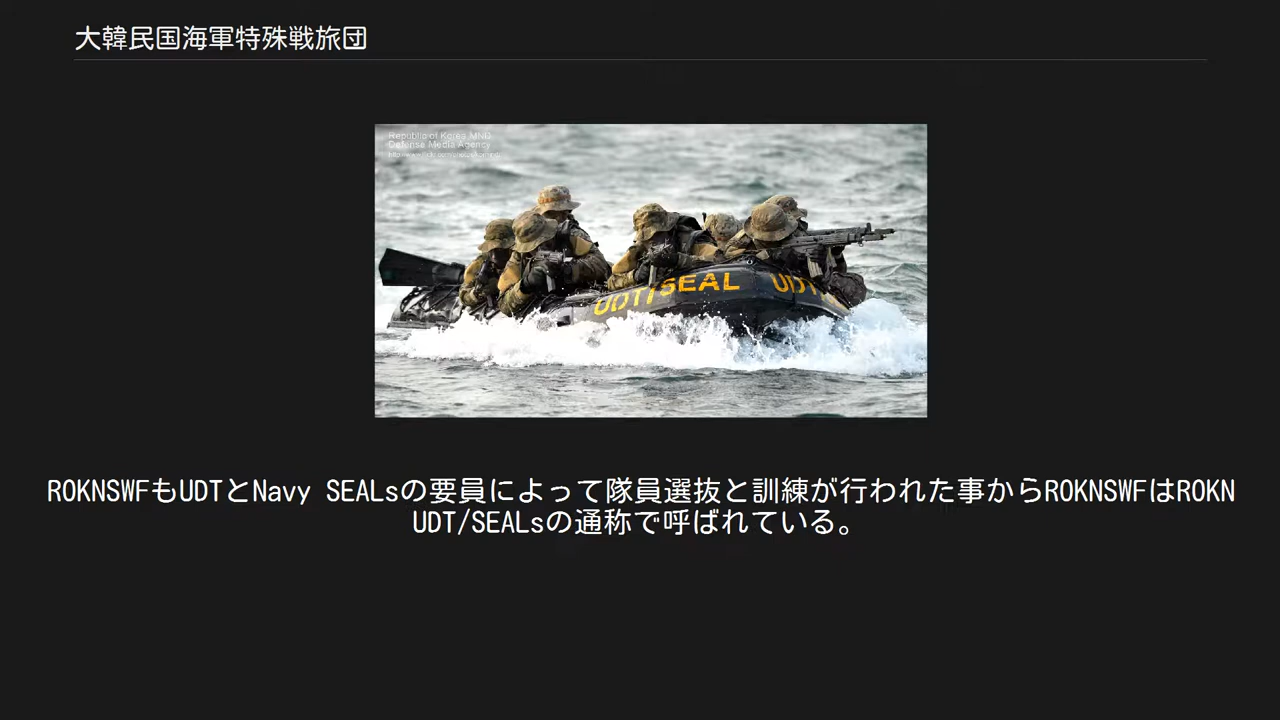 大韓民国海軍特殊戦旅団
Republic of Korea MND
Defense Media Agency
UDT/SEAL UDT/
ROKNSWFもUDTとNavy SEALsの要員によって隊員選抜と訓練が行われた事からROKNSWFはROKN
UDT/SEALsの通称で呼ばれている。